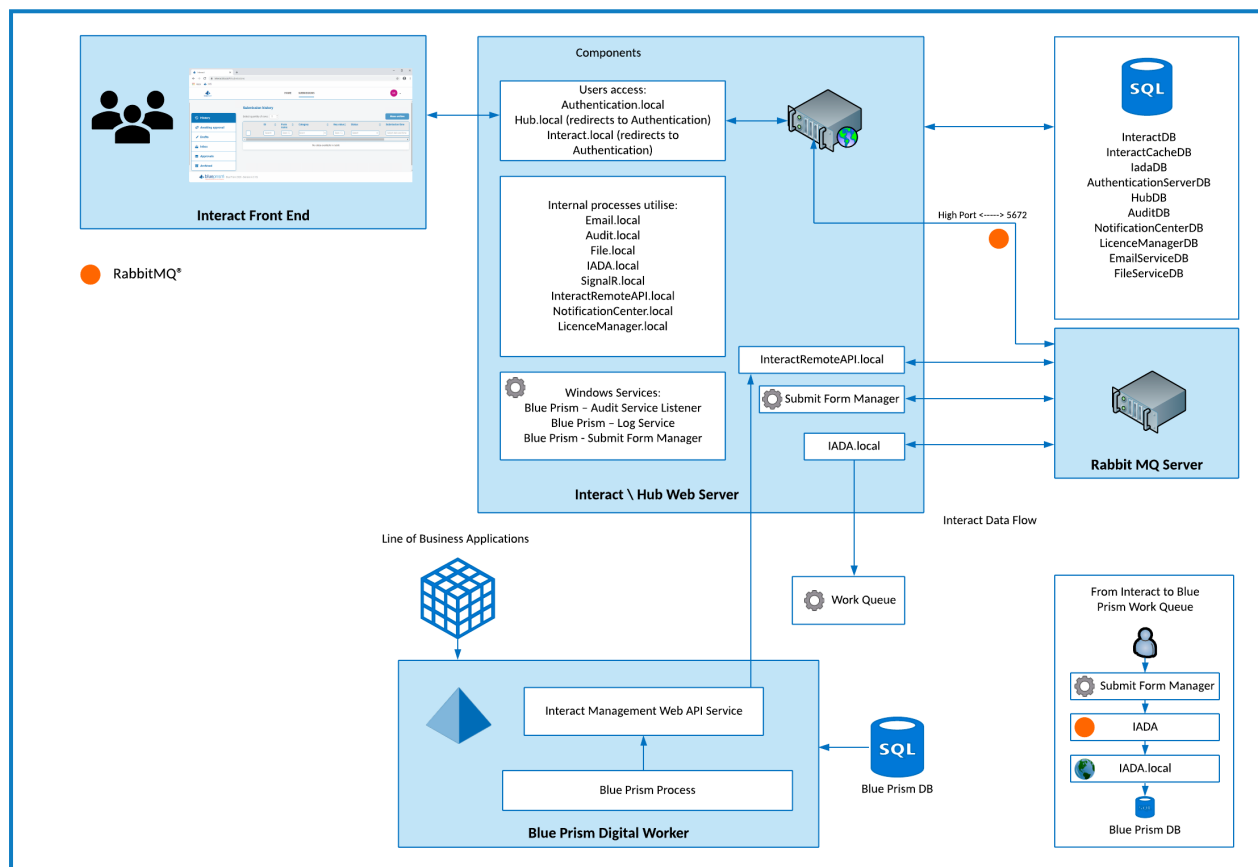 Components
Users access:
Authentication.local
Hub.local (redirects to Authentication)
Interact.local (redirects to
Authentication)
Submission history
Interact Front End
RabbitMQ®
Internal processes utilise:
Email.local
Audit.local
File.local
IADA.local
SignalR.local
InteractRemoteAPI.local
NotificationCenter.local
LicenceManager.local
Windows Services:
Blue Prism – Audit Service Listener
Blue Prism – Log Service
Blue Prism - Submit Form Manager
InteractRemoteAPI.local
Submit Form Manager
IADA.local
Interact \ Hub Web Server
High Port <-----> 5672
SQL
InteractDB
InteractCacheDB
IadaDB
AuthenticationServerDB
HubDB
AuditDB
NotificationCenterDB
LicenceManagerDB
EmailServiceDB
FileServiceDB
Rabbit MQ Server
Interact Data Flow
Line of Business Applications
Work Queue
Interact Management Web API Service
Blue Prism Process
Blue Prism Digital Worker
SQL
Blue Prism DB
From Interact to Blue
Prism Work Queue
Submit Form Manager
IADA
IADA.local
Blue Prism DB